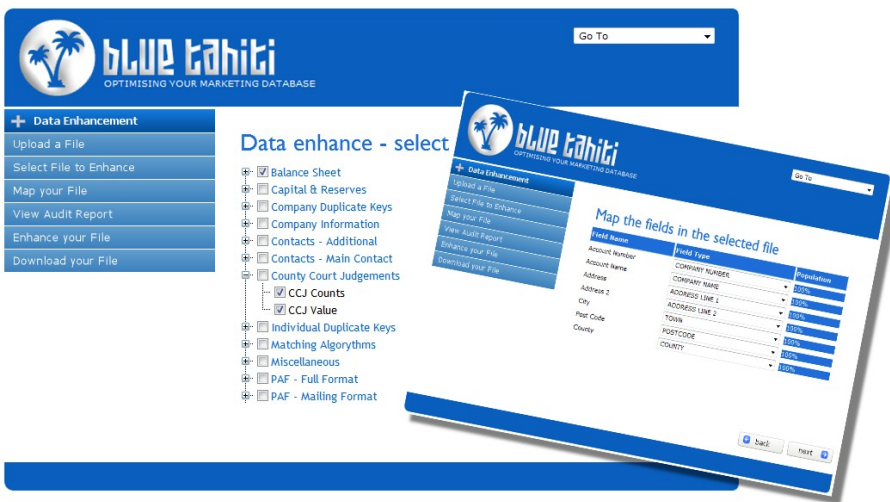 blue tahiti
OPTIMISING YOUR MARKETING DATABASE
Go To
Data Enhancement
Upload a File
Select File to Enhance
Map your File
View Audit Report
Enhance your File
Download your File
Data enhance - select
Balance Sheet
Capital & Reserves
Company Duplicate Keys
Company Information
Contacts - Additional
Contacts - Main Contact
County Court Judgements
CCJ Counts
CCJ Value
Individual Duplicate Keys
Matching Algorythms
Miscellaneous
PAF - Full Format
PAF - Mailing Format
blue tahiti
OPTIMISING YOUR MARKETING DATABASE
Go To
Data Enhancement
Upload a File
Select File to Enhance
Map your File
View Audit Report
Enhance your File
Download your File
Map the fields in the selected file
Field Name Field Type Population
Account Number COMPANY NUMBER 100%
Account Name COMPANY NAME 100%
Address ADDRESS LINE 1 100%
Address 2 ADDRESS LINE 2 100%
City TOWN 100%
Post Code POSTCODE 100%
County COUNTY 100%
back next